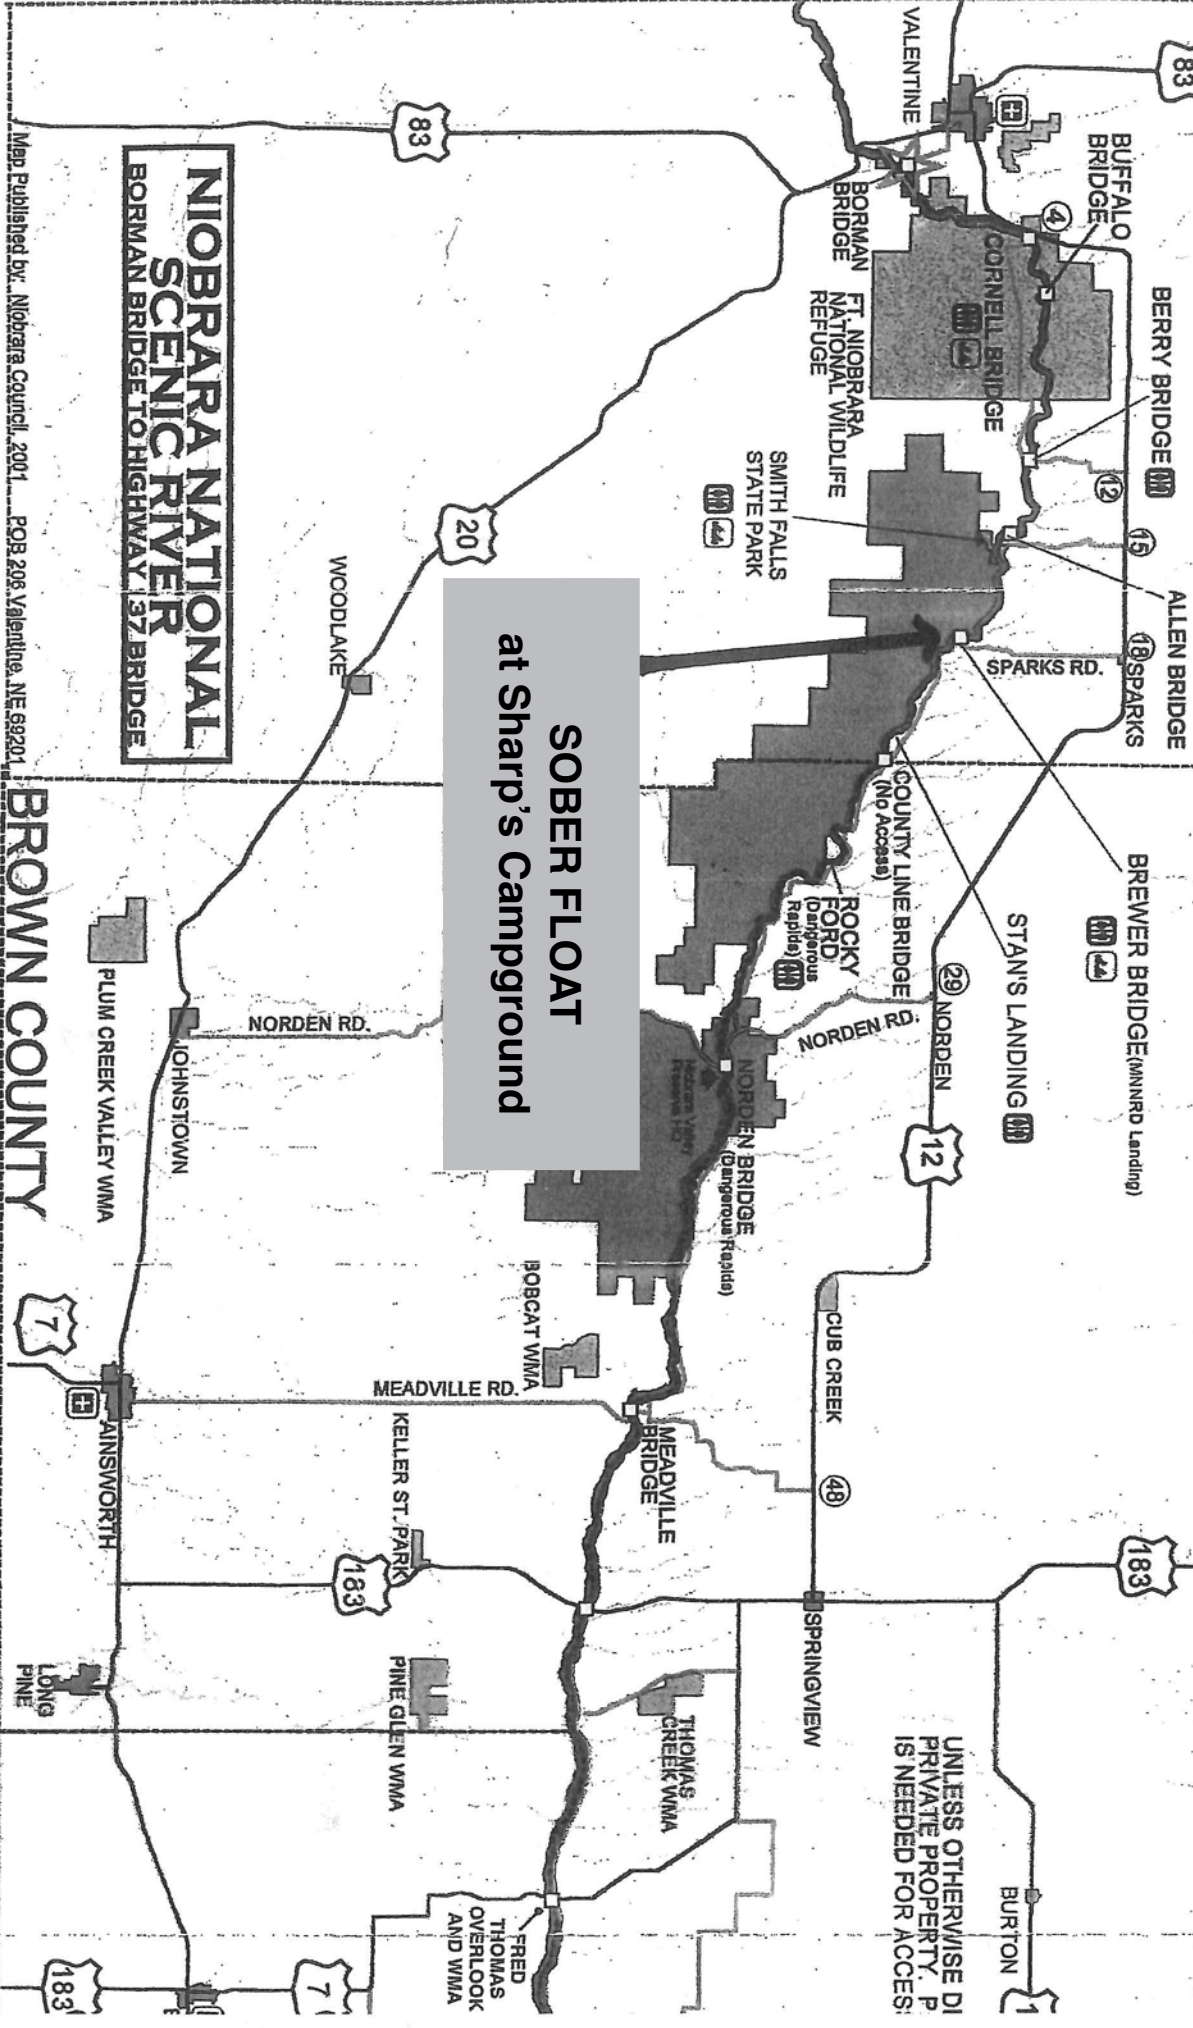 83
VALENTINE
BUFFALO
BRIDGE
4
BORMAN
BRIDGE
CORNELL BRIDGE
FT. NIOBRARA
NATIONAL WILDLIFE
REFUGE
BERRY BRIDGE
12
15
ALLEN BRIDGE
18
SPARKS
SPARKS RD.
SMITH FALLS
STATE PARK
83
20
WOODLAKE
NIOBRARA NATIONAL
SCENIC RIVER
BORMAN BRIDGE TO HIGHWAY 137 BRIDGE
Map Published by: Niobrara Council, 2001 POB 206 Valentine, NE 69201
SOBER FLOAT
at Sharp's Campground
BREWER BRIDGE (MNNRD Landing)
STAN'S LANDING
COUNTY LINE BRIDGE
(No Access)
ROCKY
FORD
(Dangerous
Rapids)
29
NORDEN
NORDEN RD.
12
NORDEN BRIDGE
(Dangerous Rapids)
Niobrara Valley
Preserve HQ
NORDEN RD.
JOHNSTOWN
PLUM CREEK VALLEY WMA
BROWN COUNTY
7
AINSWORTH
BOBCAT WMA
MEADVILLE RD.
MEADVILLE
BRIDGE
CUB CREEK
48
KELLER ST. PARK
183
183
SPRINGVIEW
LONG
PINE
PINE GLEN WMA
THOMAS
CREEK WMA
UNLESS OTHERWISE DI
PRIVATE PROPERTY. P
IS NEEDED FOR ACCES
BURTON
1
FRED
THOMAS
OVERLOOK
AND WMA
7
183